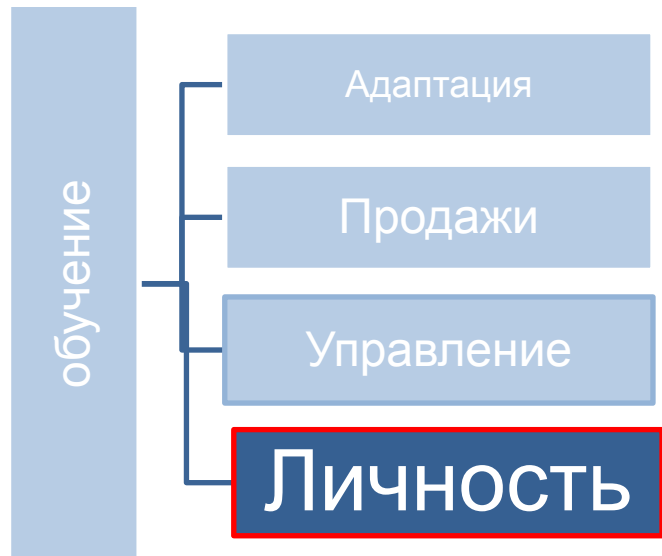 обучение
Адаптация
Продажи
Управление
Личность